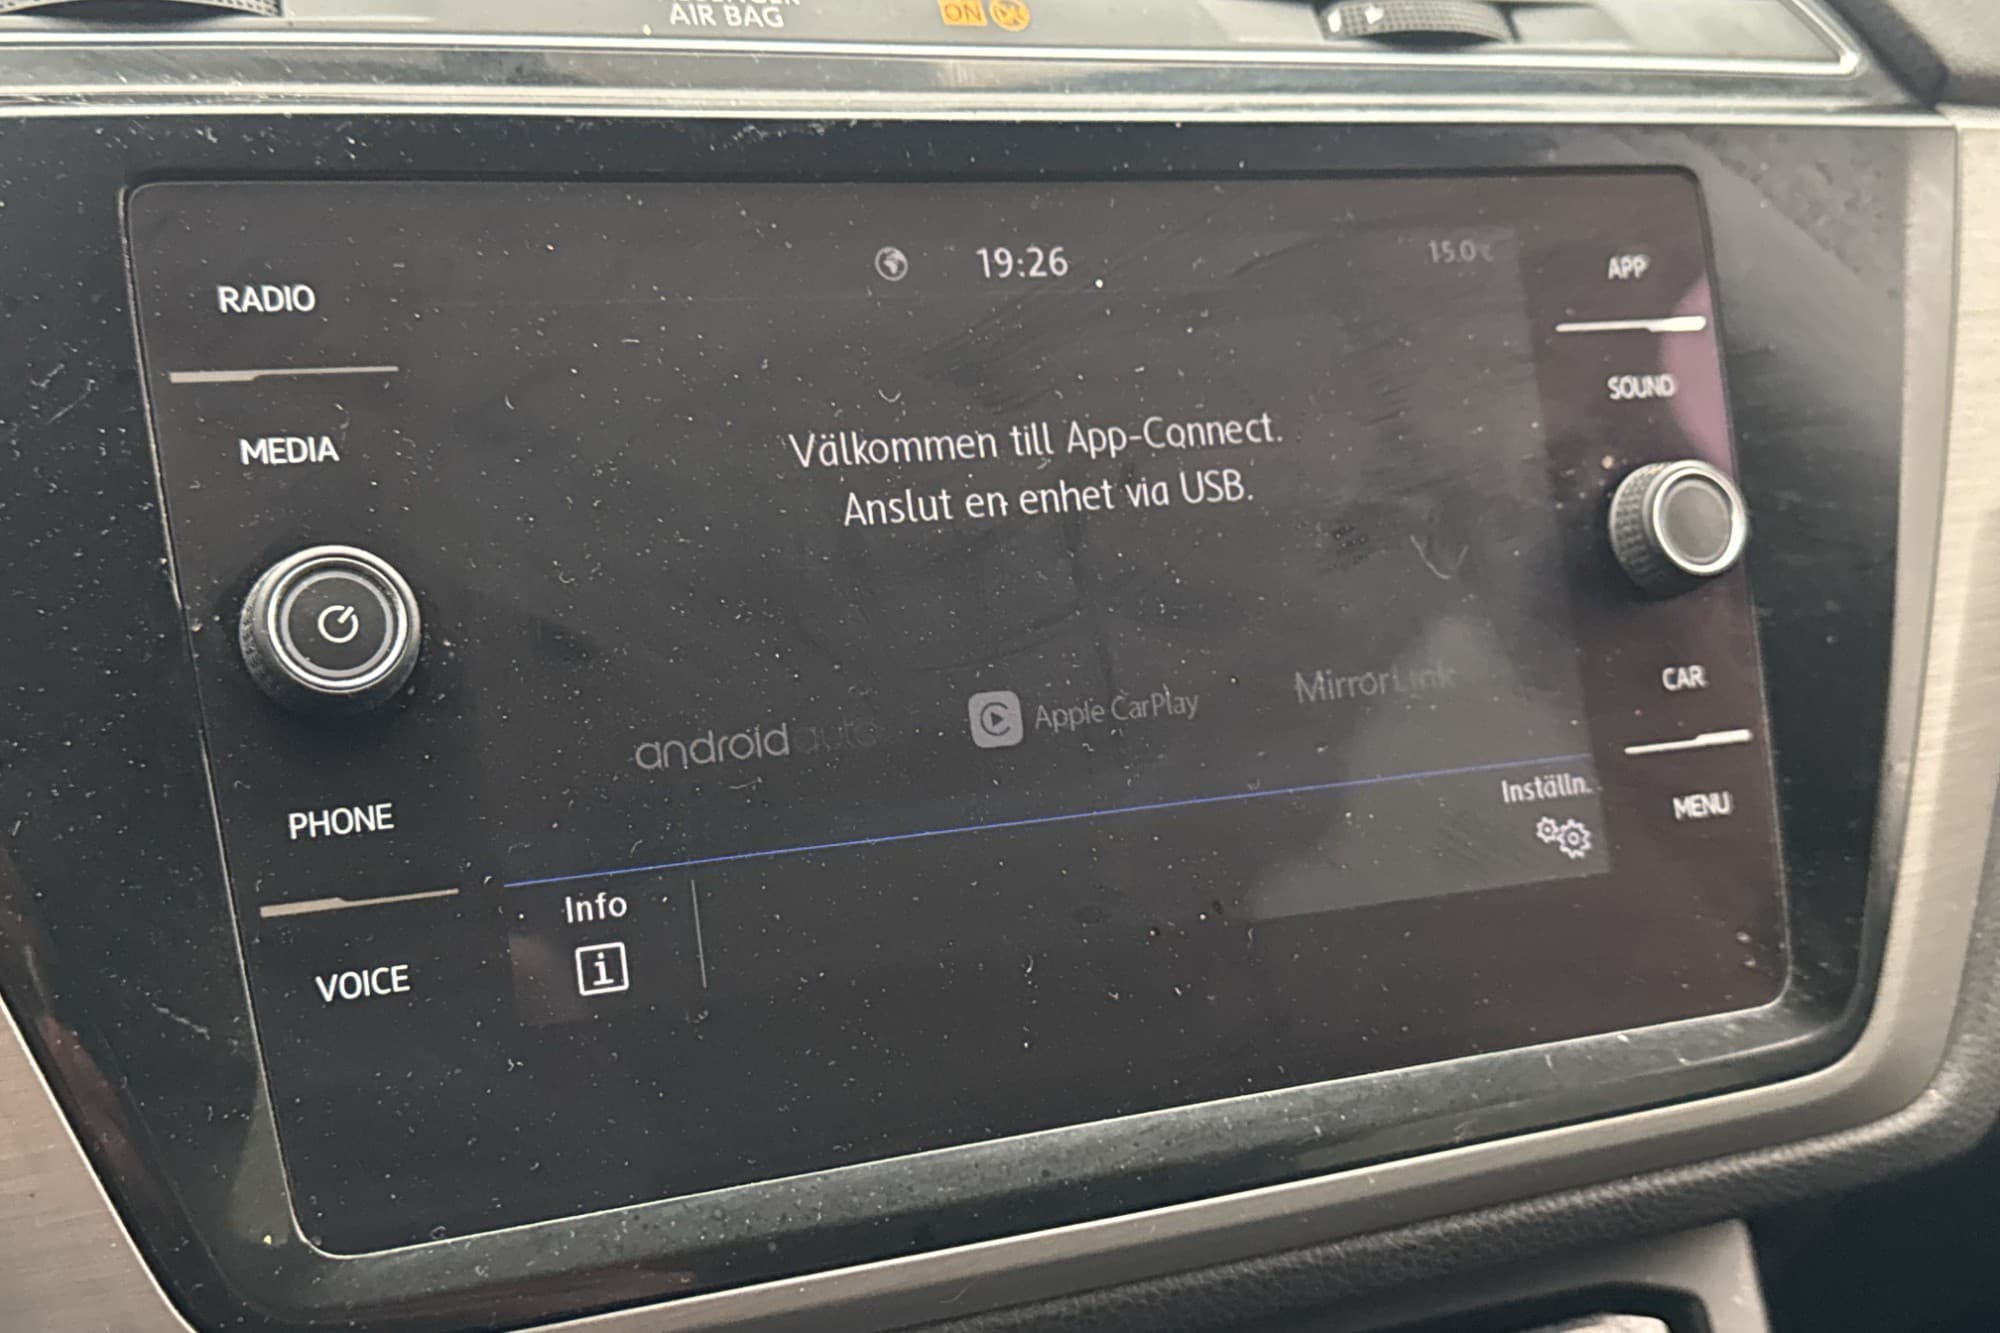 AIR BAG
ON
19:26
15.0
RADIO
MEDIA
PHONE
VOICE
Välkommen till App-Connect.
Anslut en enhet via USB.
android auto
Apple CarPlay
MirrorLink
Inställn.
Info
i
APP
SOUND
CAR
MENU